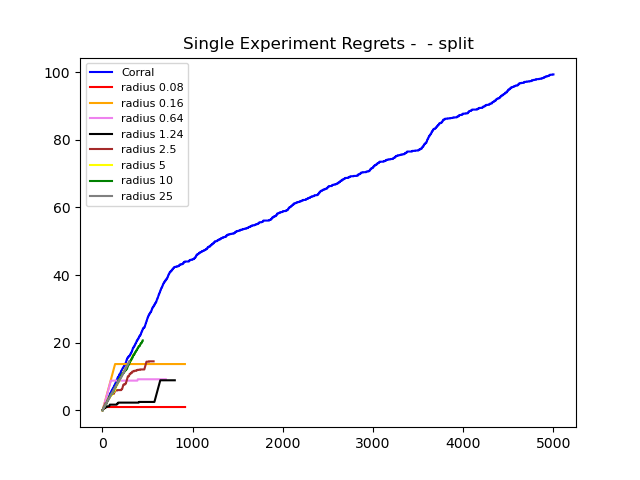 Single Experiment Regrets -  - split
100
80
60
40
20
0
Corral
radius 0.08
radius 0.16
radius 0.64
radius 1.24
radius 2.5
radius 5
radius 10
radius 25
0 1000 2000 3000 4000 5000